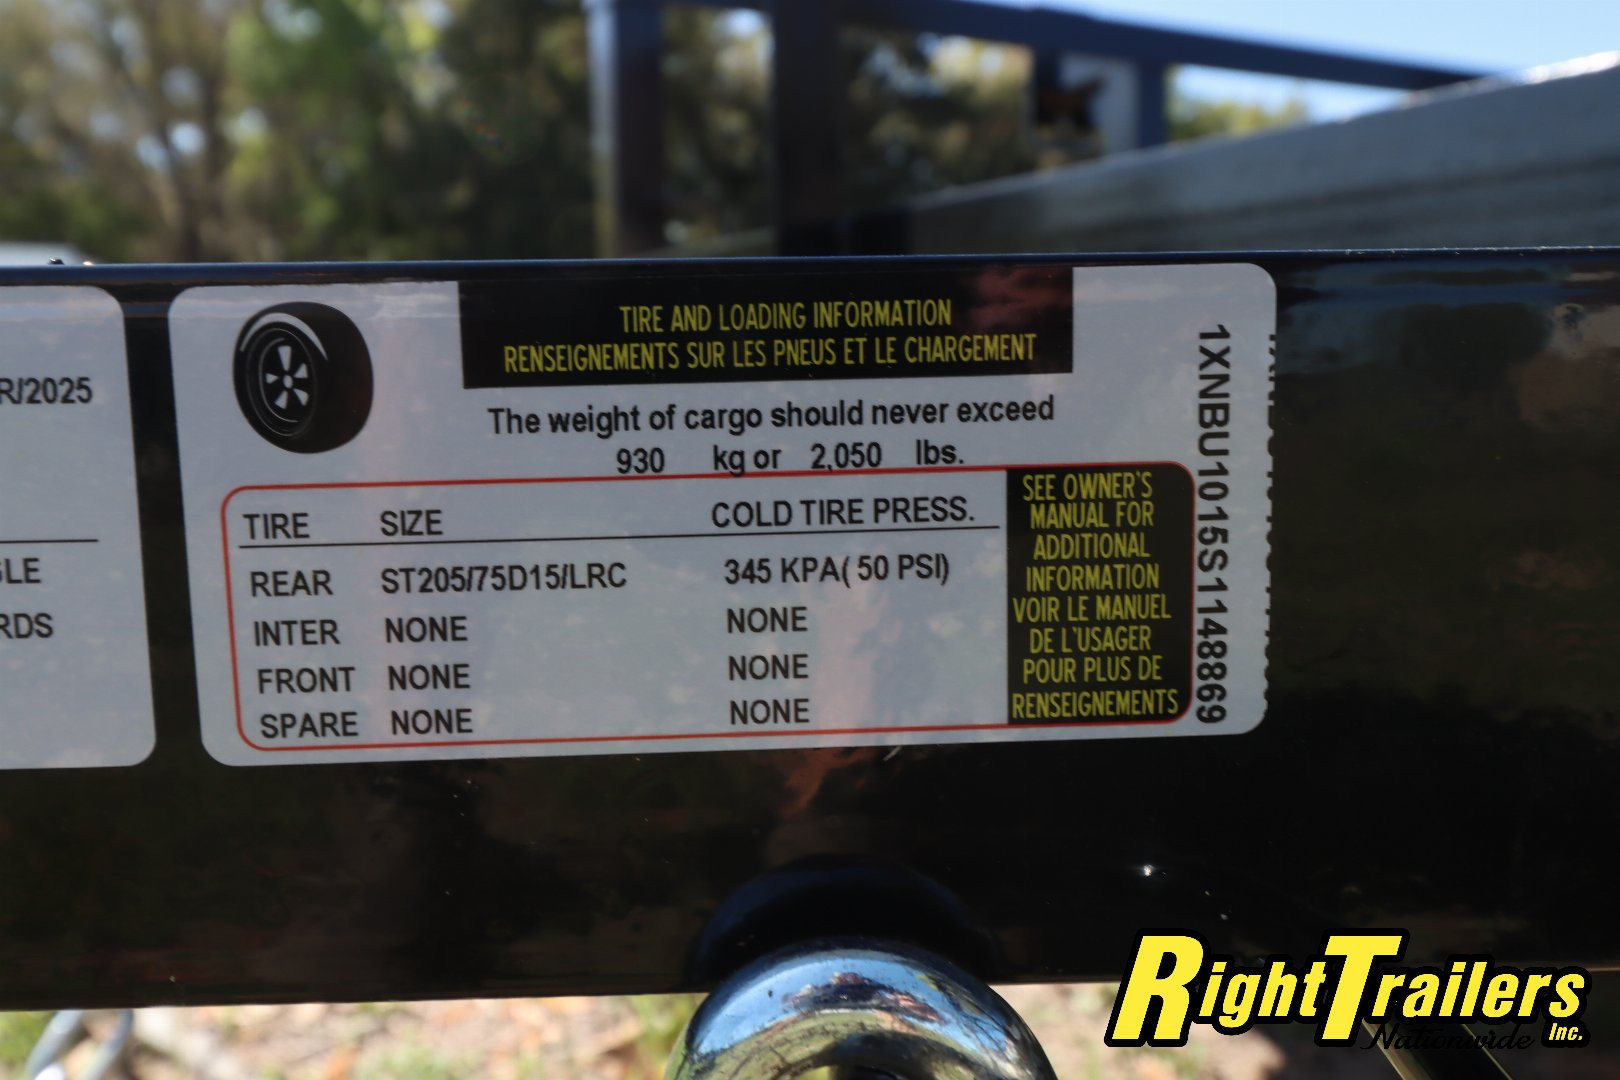 R/2025
LE
RDS
TIRE AND LOADING INFORMATION
RENSEIGNEMENTS SUR LES PNEUS ET LE CHARGEMENT
The weight of cargo should never exceed
930 kg or 2,050 lbs.
TIRE SIZE COLD TIRE PRESS.
REAR ST205/75D15/LRC 345 KPA( 50 PSI)
INTER NONE NONE
FRONT NONE NONE
SPARE NONE NONE
SEE OWNER'S
MANUAL FOR
ADDITIONAL
INFORMATION
VOIR LE MANUEL
DE L'USAGER
POUR PLUS DE
RENSEIGNEMENTS
1XNBU1015S1148869
RightTrailers
Nationwide Inc.